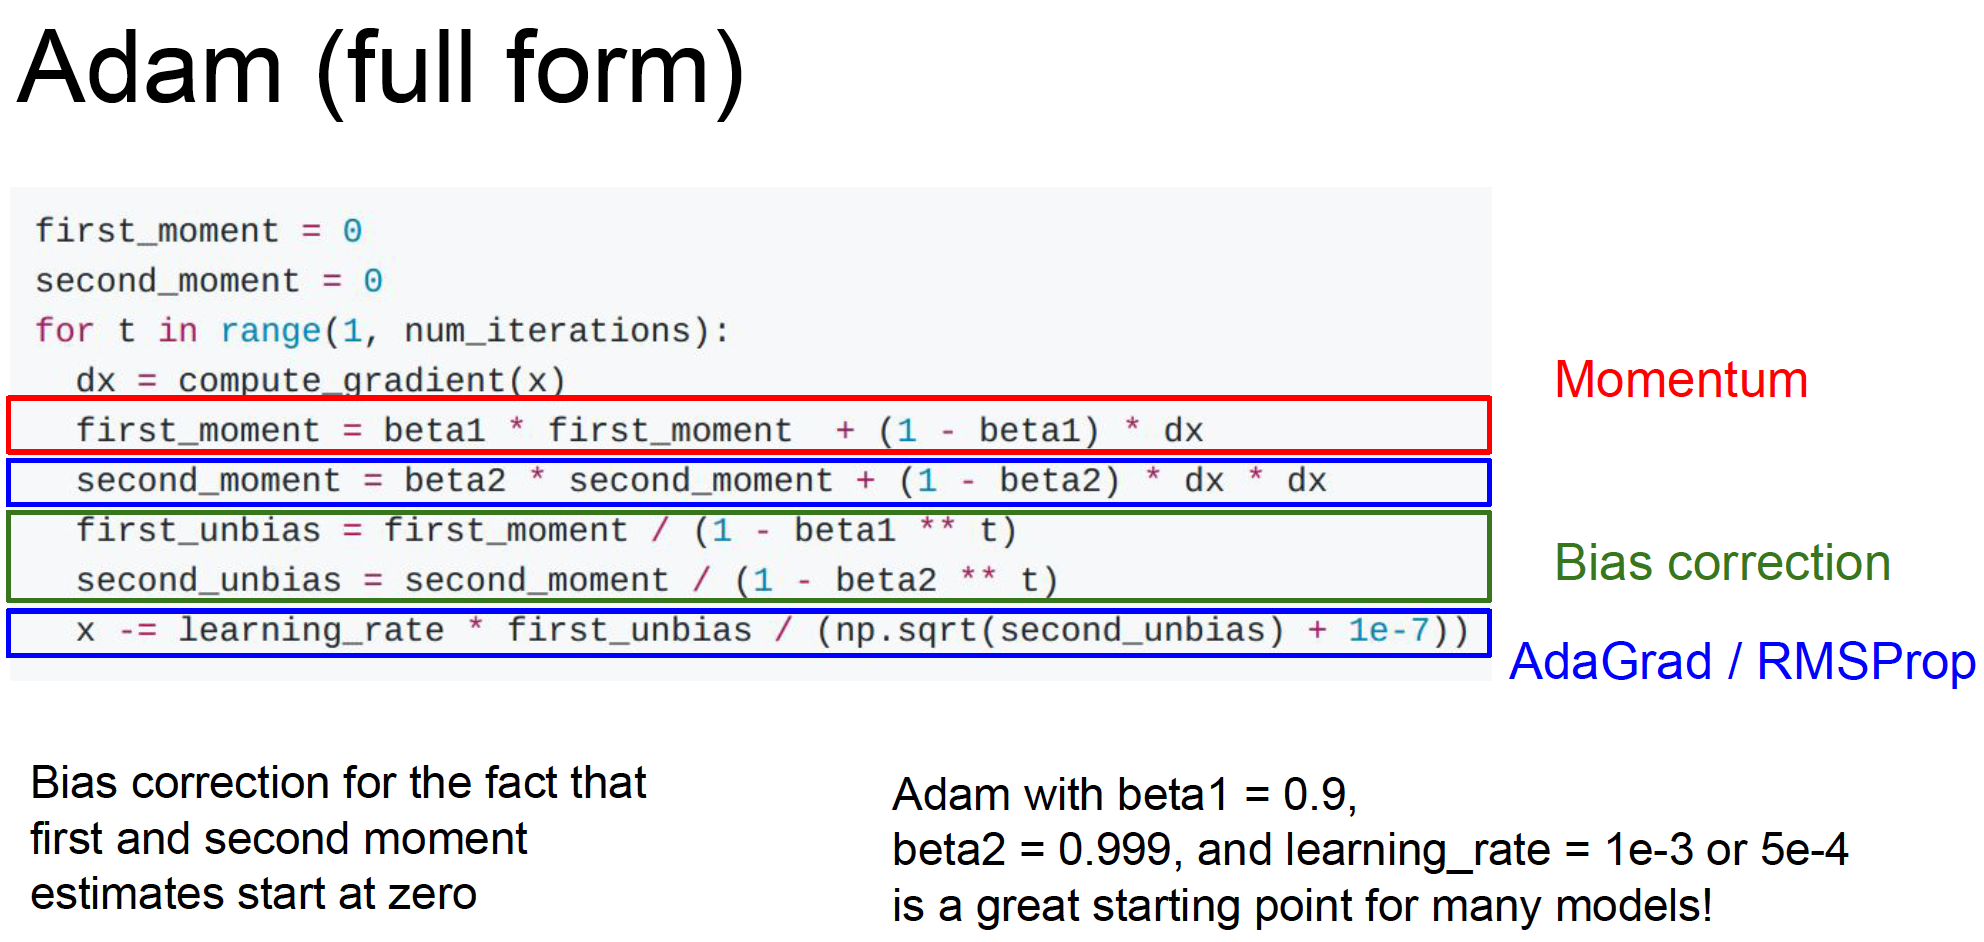 Adam (full form)
first_moment = 0
second_moment = 0
for t in range(1, num_iterations):
  dx = compute_gradient(x)
  first_moment = beta1 * first_moment  + (1 - beta1) * dx
  second_moment = beta2 * second_moment + (1 - beta2) * dx * dx
  first_unbias = first_moment / (1 - beta1 ** t)
  second_unbias = second_moment / (1 - beta2 ** t)
  x -= learning_rate * first_unbias / (np.sqrt(second_unbias) + 1e-7))
Momentum
Bias correction
AdaGrad / RMSProp
Bias correction for the fact that
first and second moment
estimates start at zero
Adam with beta1 = 0.9,
beta2 = 0.999, and learning_rate = 1e-3 or 5e-4
is a great starting point for many models!